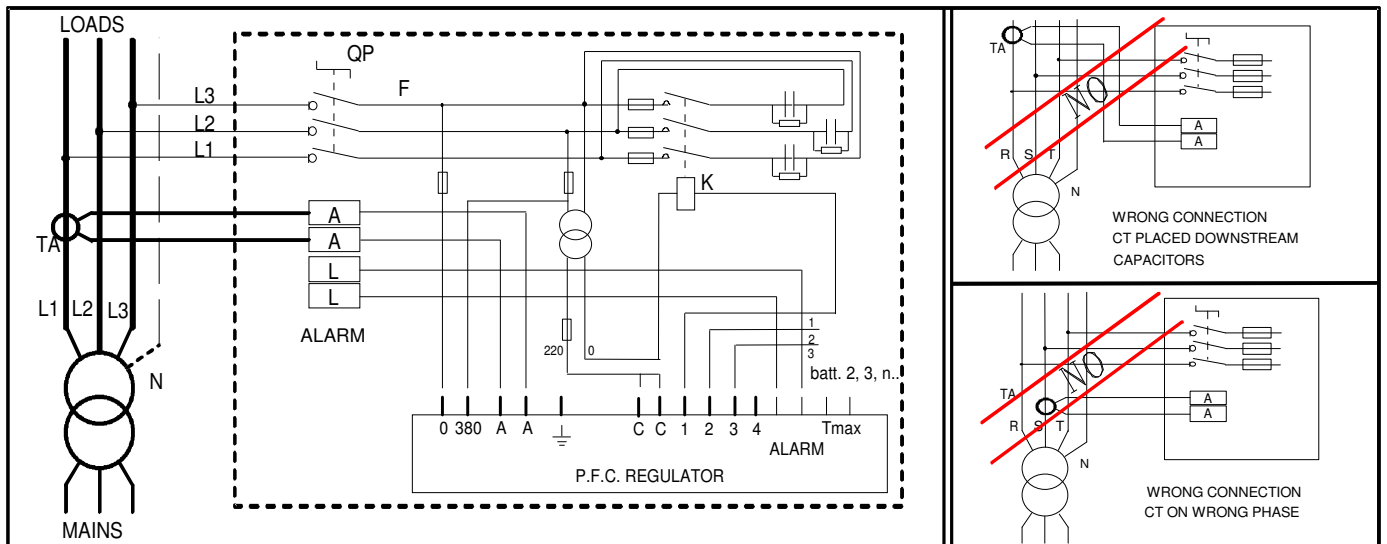 LOADS
QP
F
L3
L2
L1
K
TA
A
A
L
L
ALARM
L1 L2 L3
N
220 0
1
2
3
batt. 2, 3, n..
0 380 A A C C 1 2 3 4 ALARM Tmax
P.F.C. REGULATOR
MAINS
TA
NO
A
A
R S T
N
WRONG CONNECTION
CT PLACED DOWNSTREAM
CAPACITORS
NO
TA
A
A
R S T
N
WRONG CONNECTION
CT ON WRONG PHASE